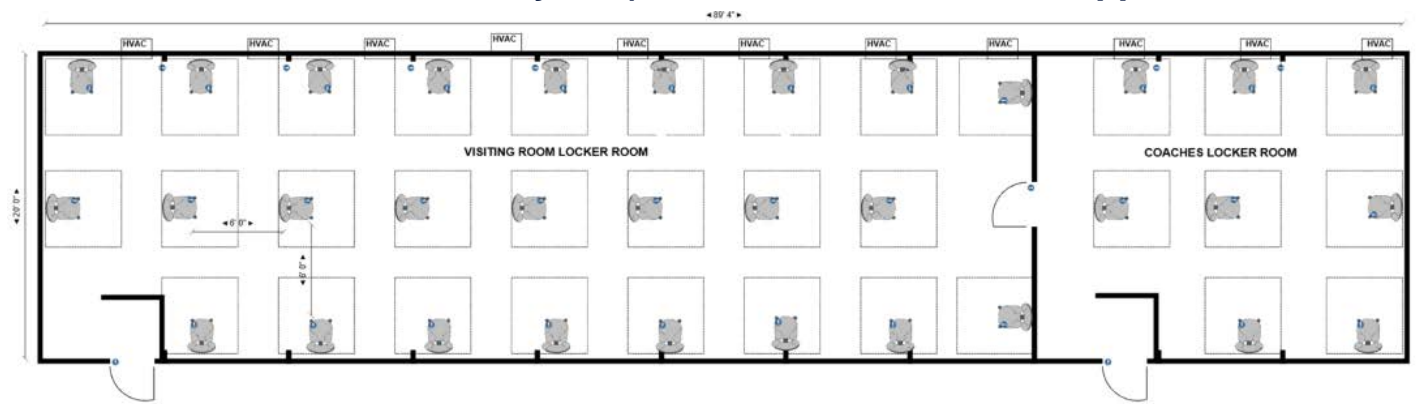 89' 4"
HVAC HVAC HVAC HVAC HVAC HVAC HVAC HVAC HVAC HVAC
VISITING ROOM LOCKER ROOM
COACHES LOCKER ROOM
20' 0"
6' 0"
6' 0"